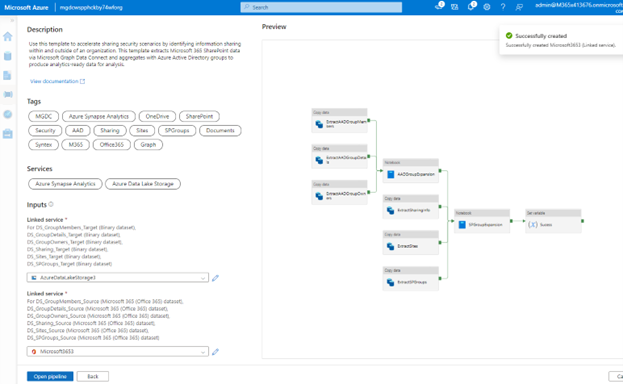 Microsoft Azure
mgdcwspphckby74wforg
Search
admin@M365x413676.onmicrosoft
Description
Use this template to accelerate sharing security scenarios by identifying information sharing
within and outside of an organization. This template extracts Microsoft 365 SharePoint data
through Microsoft Graph Data Connect and aggregates with Azure Active Directory groups to
produce analytics-ready data for analysis.
View documentation
Tags
MGDC
Azure Synapse Analytics
OneDrive
SharePoint
Security
AAD
Sharing
Sites
SPGroups
Documents
Syntex
M365
Office365
Graph
Services
Azure Synapse Analytics
Azure Data Lake Storage
Inputs
Linked service *
For DS_GroupMembers_Target (Binary dataset),
DS_GroupDetails_Target (Binary dataset),
DS_GroupOwners_Target (Binary dataset),
DS_Sharing_Target (Binary dataset),
DS_Sites_Target (Binary dataset),
DS_SPGroups_Target (Binary dataset)
AzureDataLakeStorage3
Linked service *
For DS_GroupMembers_Source (Microsoft 365 (Office 365) dataset),
DS_GroupDetails_Source (Microsoft 365 (Office 365) dataset),
DS_GroupOwners_Source (Microsoft 365 (Office 365) dataset),
DS_Sharing_Source (Microsoft 365 (Office 365) dataset),
DS_Sites_Source (Microsoft 365 (Office 365) dataset),
DS_SPGroups_Source (Microsoft 365 (Office 365) dataset)
Microsoft3653
Open pipeline
Back
Preview
Successfully created
Successfully created Microsoft3653 (Linked service).
Copy data
ExtractAADGroupMem
bers
Copy data
ExtractAADGroupDetai
ls
Copy data
ExtractAADGroupOwn
ers
Notebook
AADGroupExpansion
Copy data
ExtractSharingInfo
Copy data
ExtractSites
Copy data
ExtractSPGroups
Notebook
SPGroupExpansion
Set variable
Success
Ca